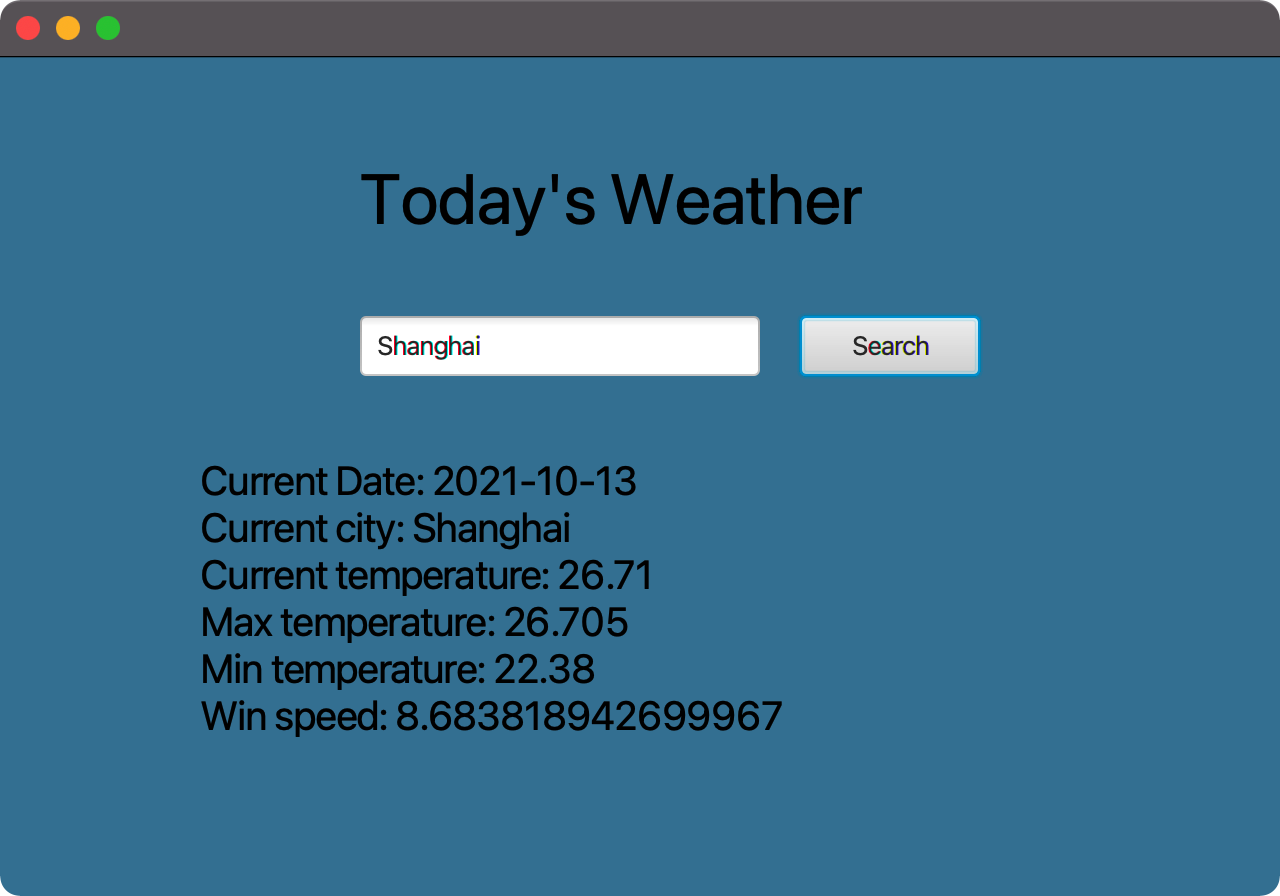 Today's Weather
Shanghai
Search
Current Date: 2021-10-13
Current city: Shanghai
Current temperature: 26.71
Max temperature: 26.705
Min temperature: 22.38
Win speed: 8.683818942699967